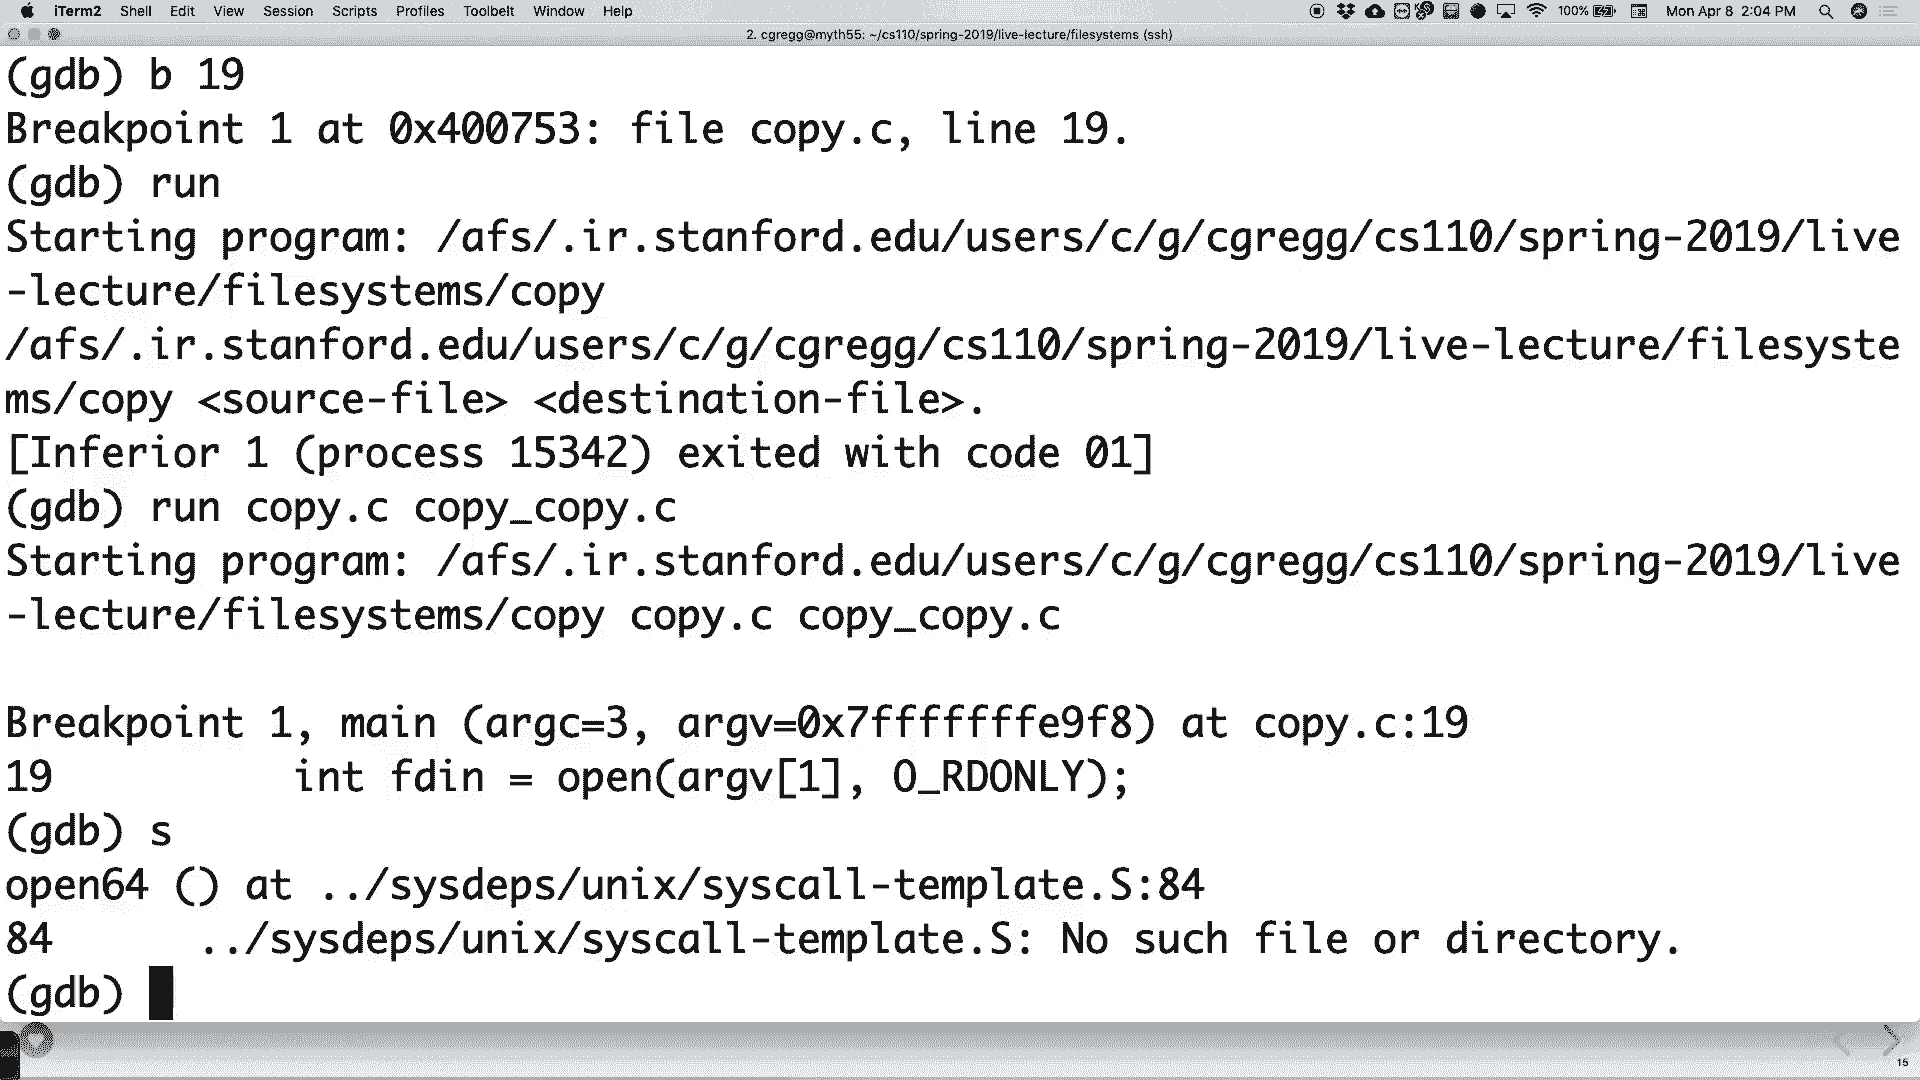 iTerm2 Shell Edit View Session Scripts Profiles Toolbelt Window Help 100% Mon Apr 8 2:04 PM
2. cgregg@myth55: ~/cs110/spring-2019/live-lecture/filesystems (ssh)
(gdb) b 19
Breakpoint 1 at 0x400753: file copy.c, line 19.
(gdb) run
Starting program: /afs/.ir.stanford.edu/users/c/g/cgregg/cs110/spring-2019/live
-lecture/filesystems/copy
/afs/.ir.stanford.edu/users/c/g/cgregg/cs110/spring-2019/live-lecture/filesyste
ms/copy <source-file> <destination-file>.
[Inferior 1 (process 15342) exited with code 01]
(gdb) run copy.c copy_copy.c
Starting program: /afs/.ir.stanford.edu/users/c/g/cgregg/cs110/spring-2019/live
-lecture/filesystems/copy copy.c copy_copy.c
Breakpoint 1, main (argc=3, argv=0x7fffffffe9f8) at copy.c:19
19 int fdin = open(argv[1], O_RDONLY);
(gdb) s
open64 () at ../sysdeps/unix/syscall-template.S:84
84 ../sysdeps/unix/syscall-template.S: No such file or directory.
(gdb)
15